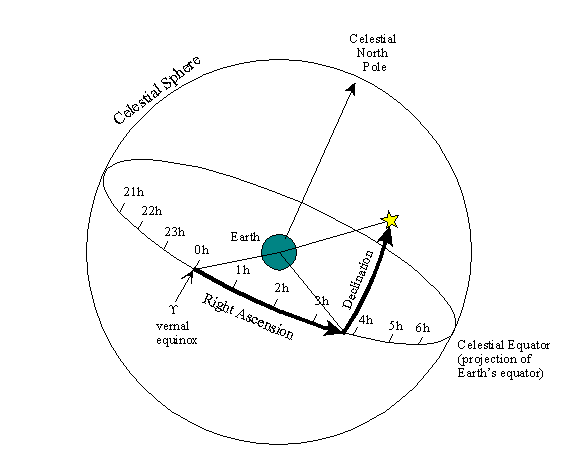 Celestial
North
Pole
Celestial Sphere
21h
22h
23h
0h
Earth
1h
2h
3h
4h
5h
6h
Declination
Right Ascension
ϒ
vernal
equinox
Celestial Equator
(projection of
Earth's equator)